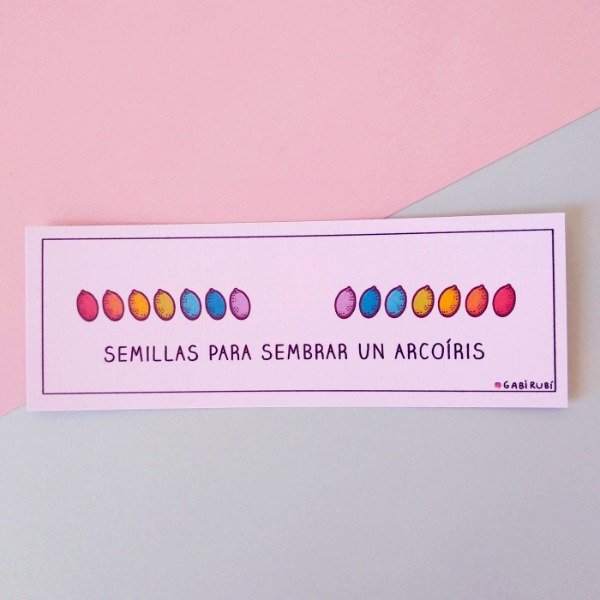 SEMILLAS PARA SEMBRAR UN ARCOÍRIS
GABI RUBÍ